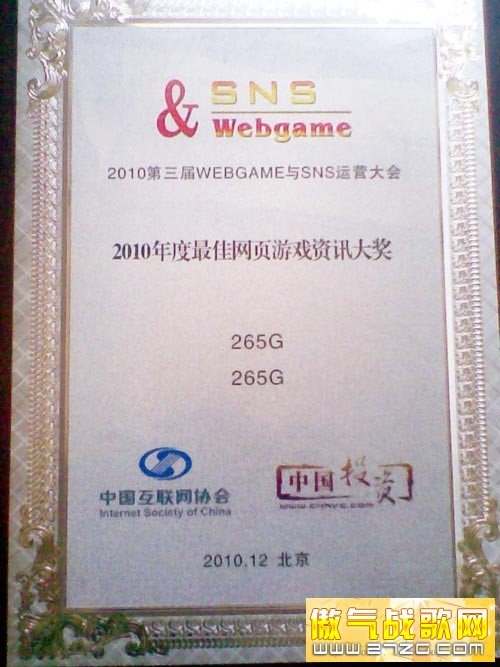 & SNS
Webgame
2010第三届WEBGAME与SNS运营大会
2010年度最佳网页游戏资讯大奖
265G
265G
中国互联网协会
Internet Society of China
中国投资
www.chnvc.com
2010.12 北京
傲气战歌网
www.27zg.com